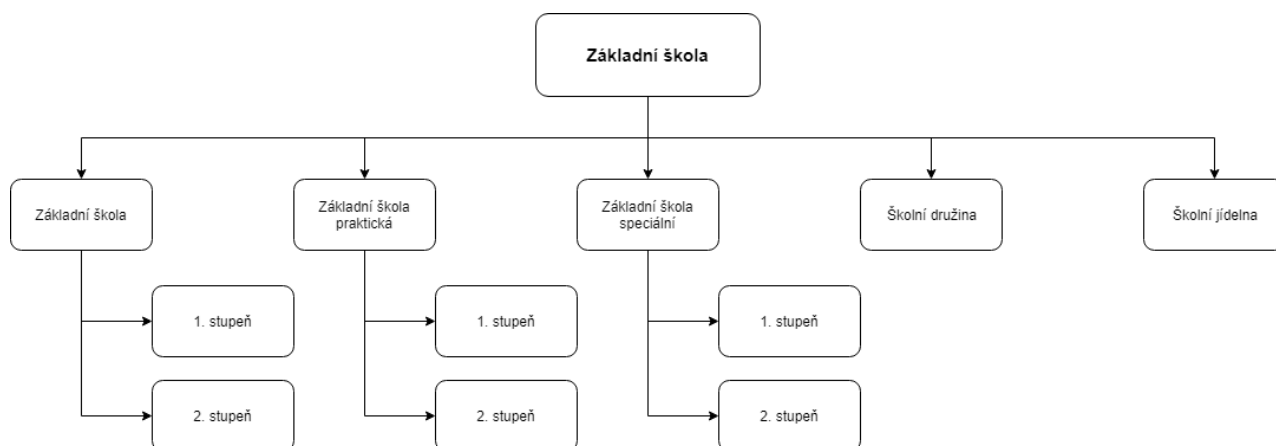 Základní škola
Základní škola
Základní škola
praktická
Základní škola
speciální
Školní družina
Školní jídelna
1. stupeň
1. stupeň
1. stupeň
2. stupeň
2. stupeň
2. stupeň